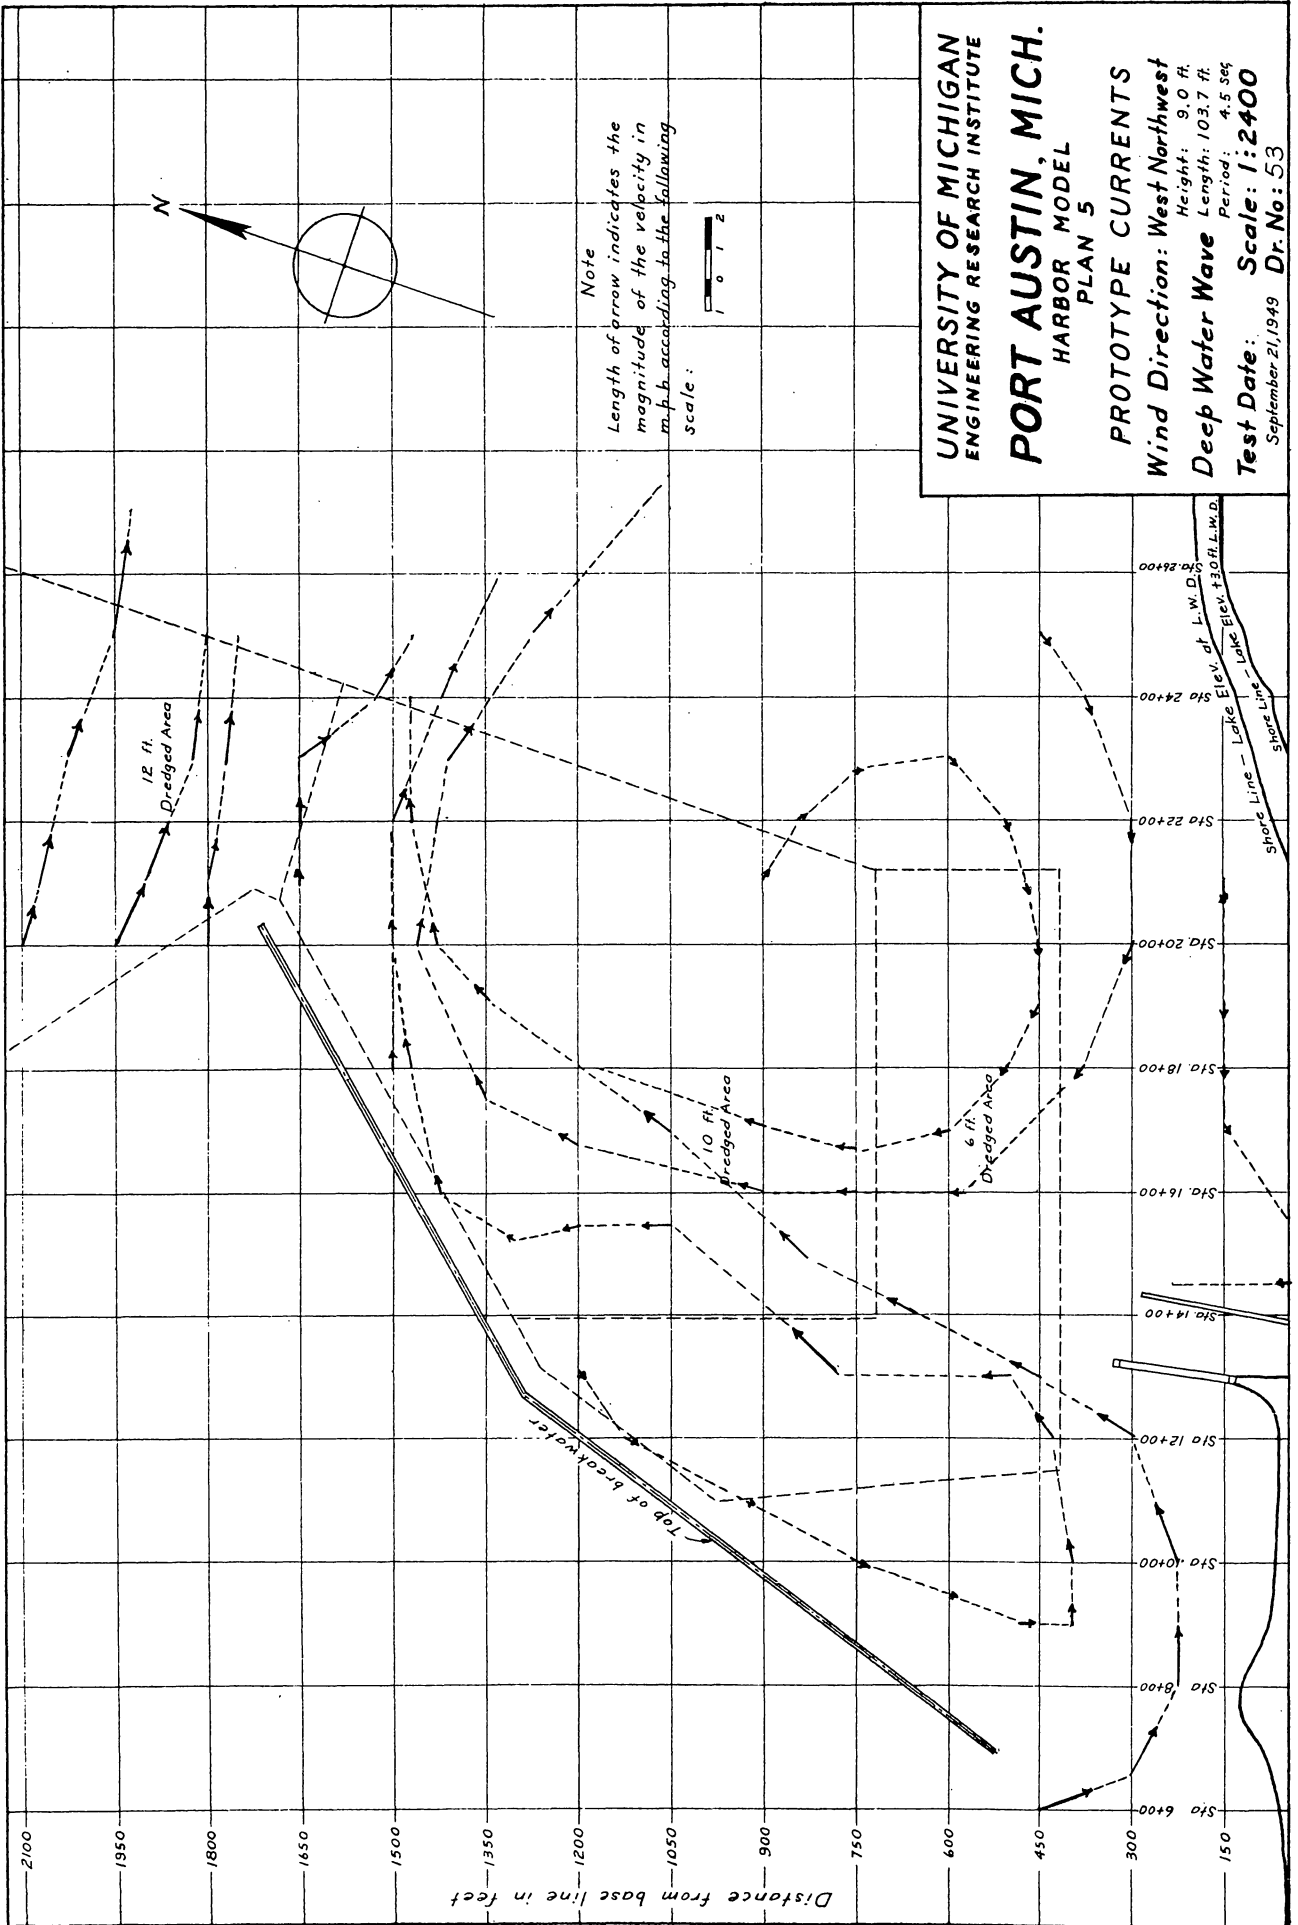 UNIVERSITY OF MICHIGAN
ENGINEERING RESEARCH INSTITUTE
PORT AUSTIN, MICH.
HARBOR MODEL
PLAN 5
PROTOTYPE CURRENTS
Wind Direction: West Northwest
Height: 9.0 ft.
Deep Water Wave Length: 103.7 ft.
Period: 4.5 sec
Test Date: Scale: 1:2400
September 21, 1949 Dr. No: 53
N
Note
Length of arrow indicates the
magnitude of the velocity in
m.p.h. according to the following
scale:
1 0 1 2
12 ft.
Dredged Area
10 ft.
Dredged Area
6 ft.
Dredged Area
Top of breakwater
Shore Line - Lake Elev. at L.W.D.
Shore Line - Lake Elev. +3.0 ft. L.W.D.
Sta 6+00
Sta 8+00
Sta. 10+00
Sta 12+00
Sta. 14+00
Sta. 16+00
Sta. 18+00
Sta. 20+00
Sta 22+00
Sta 24+00
Sta. 26+00
Distance from base line in feet
2100
1950
1800
1650
1500
1350
1200
1050
900
750
600
450
300
150